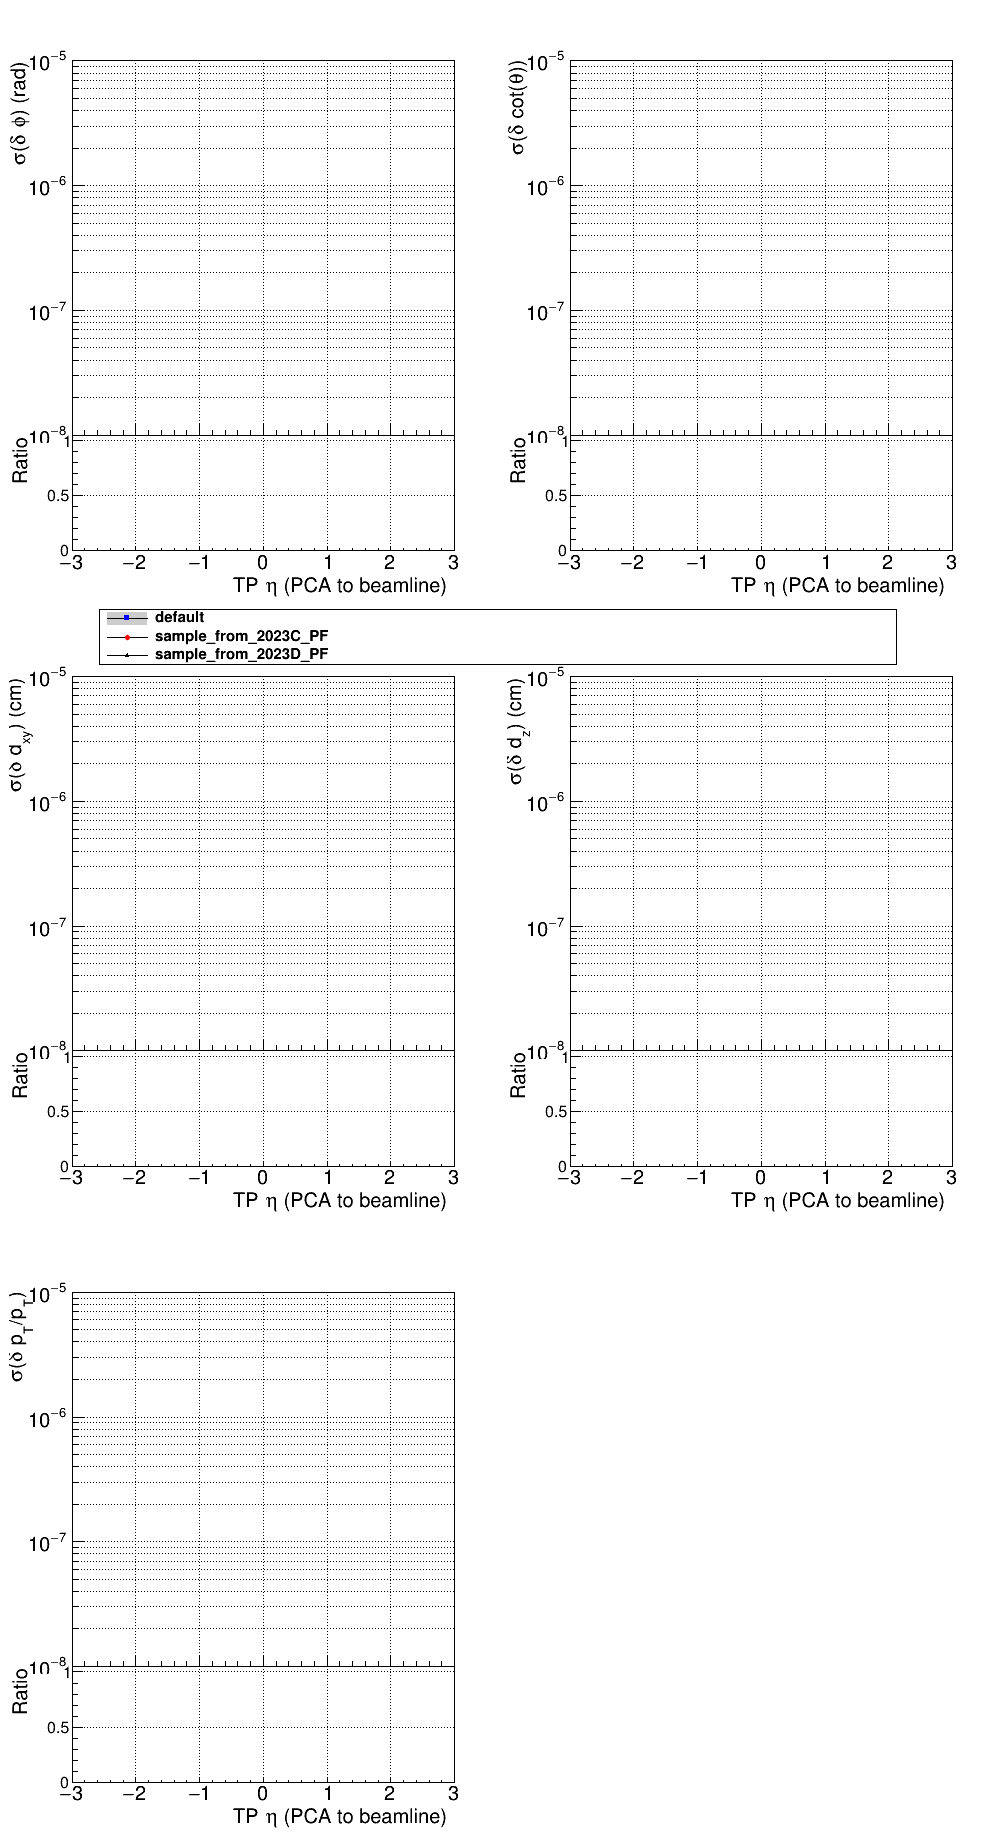 σ(δ φ) (rad)
10⁻⁵
10⁻⁶
10⁻⁷
10⁻⁸
Ratio
1
0.5
0
−3 −2 −1 0 1 2 3
TP η (PCA to beamline)
σ(δ cot(θ))
10⁻⁵
10⁻⁶
10⁻⁷
10⁻⁸
Ratio
1
0.5
0
−3 −2 −1 0 1 2 3
TP η (PCA to beamline)
default
sample_from_2023C_PF
sample_from_2023D_PF
σ(δ d_xy) (cm)
10⁻⁵
10⁻⁶
10⁻⁷
10⁻⁸
Ratio
1
0.5
0
−3 −2 −1 0 1 2 3
TP η (PCA to beamline)
σ(δ d_z) (cm)
10⁻⁵
10⁻⁶
10⁻⁷
10⁻⁸
Ratio
1
0.5
0
−3 −2 −1 0 1 2 3
TP η (PCA to beamline)
σ(δ p_T/p_T)
10⁻⁵
10⁻⁶
10⁻⁷
10⁻⁸
Ratio
1
0.5
0
−3 −2 −1 0 1 2 3
TP η (PCA to beamline)